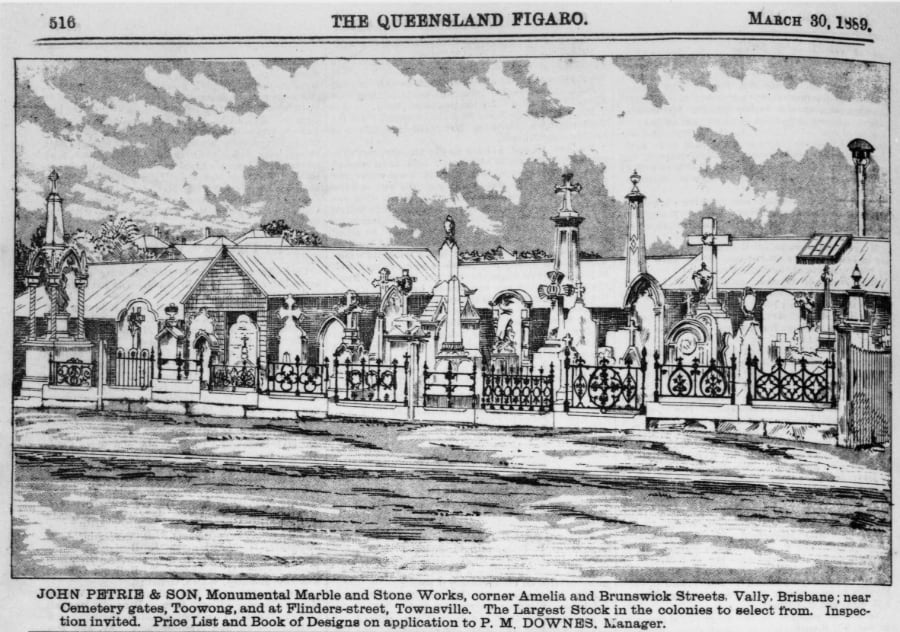 516 THE QUEENSLAND FIGARO. MARCH 30, 1889.
JOHN PETRIE & SON, Monumental Marble and Stone Works, corner Amelia and Brunswick Streets. Vally. Brisbane; near
Cemetery gates, Toowong, and at Flinders-street, Townsville. The Largest Stock in the colonies to select from. Inspec-
tion invited. Price List and Book of Designs on application to P. M. DOWNES, Manager.